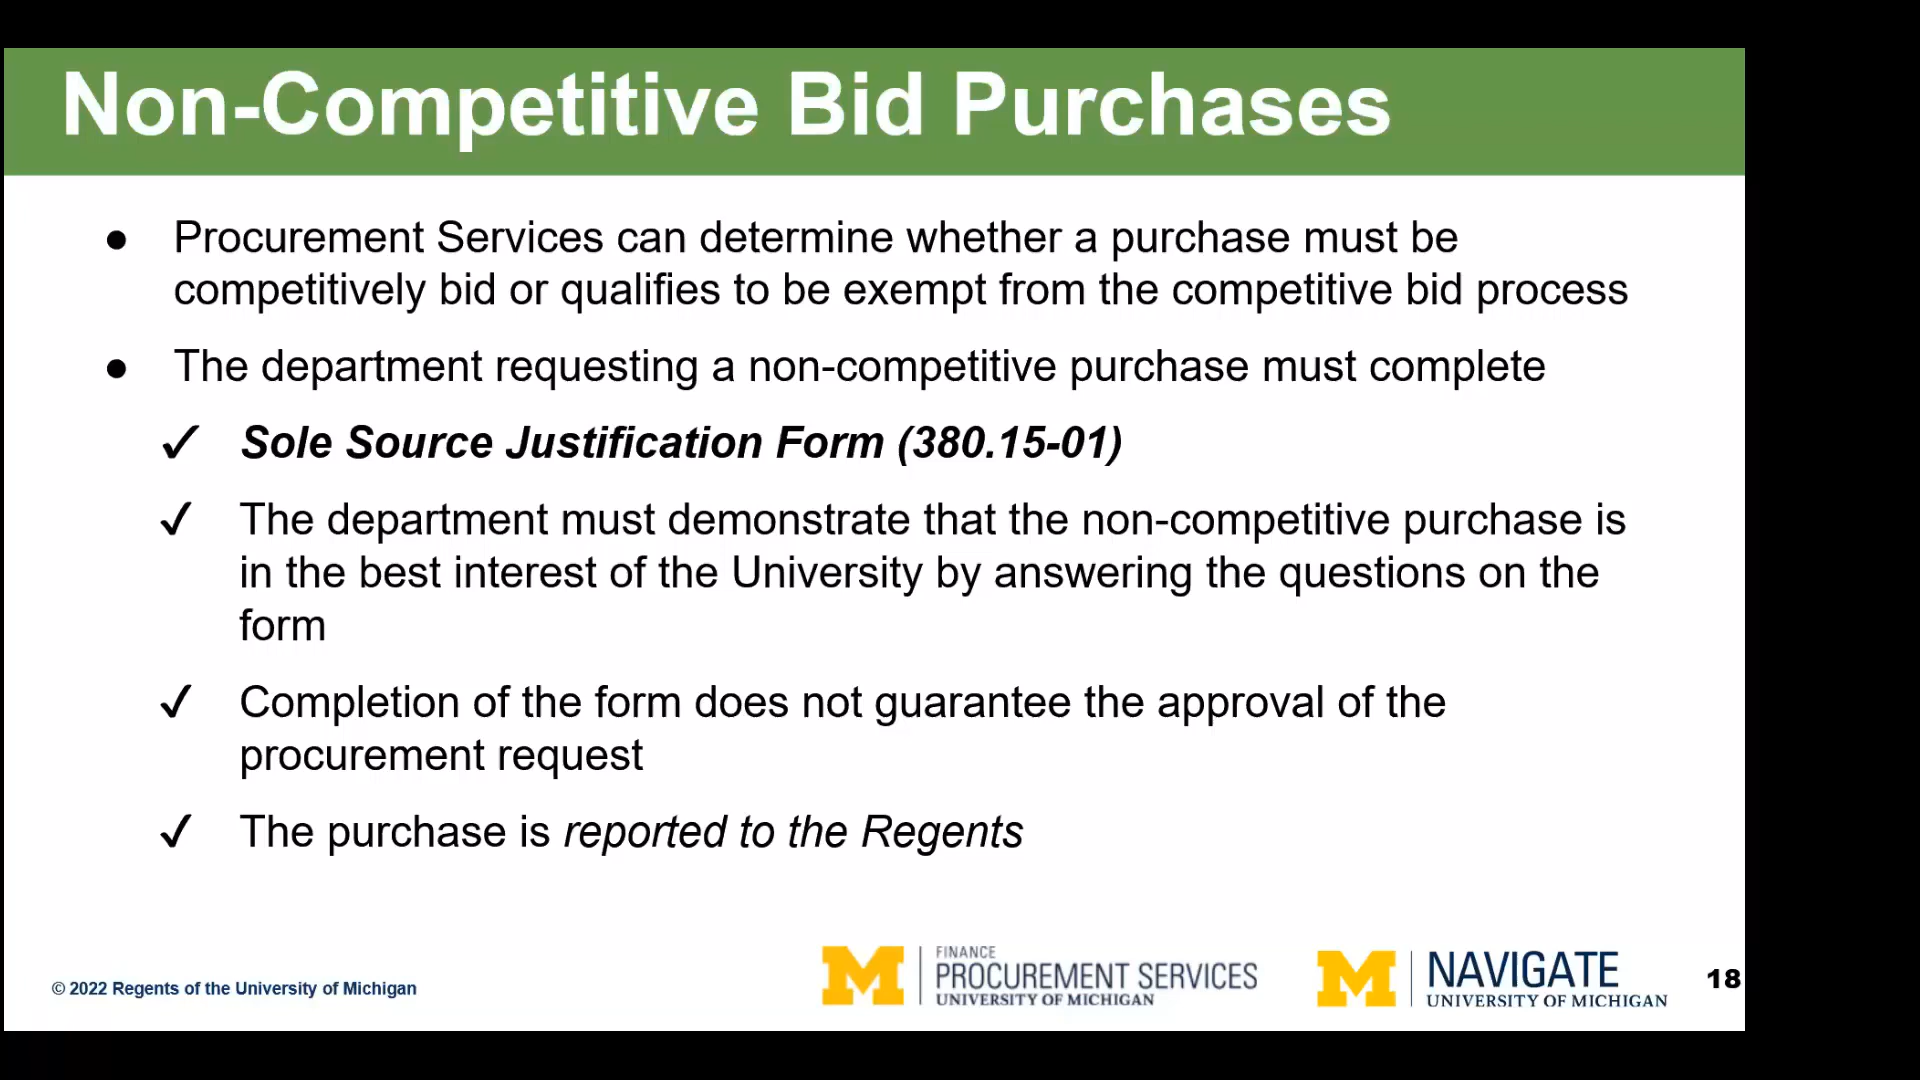 Non-Competitive Bid Purchases
● Procurement Services can determine whether a purchase must be
competitively bid or qualifies to be exempt from the competitive bid process
● The department requesting a non-competitive purchase must complete
✓ Sole Source Justification Form (380.15-01)
✓ The department must demonstrate that the non-competitive purchase is
in the best interest of the University by answering the questions on the
form
✓ Completion of the form does not guarantee the approval of the
procurement request
✓ The purchase is reported to the Regents
© 2022 Regents of the University of Michigan
M
FINANCE
PROCUREMENT SERVICES
UNIVERSITY OF MICHIGAN
M
NAVIGATE
UNIVERSITY OF MICHIGAN
18